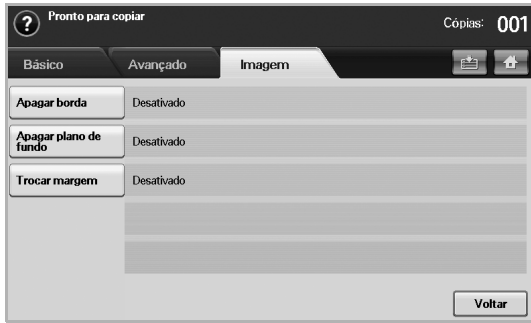 ?
Pronto para copiar
Cópias: 001
Básico Avançado Imagem
Apagar borda Desativado
Apagar plano de
fundo Desativado
Trocar margem Desativado
Voltar